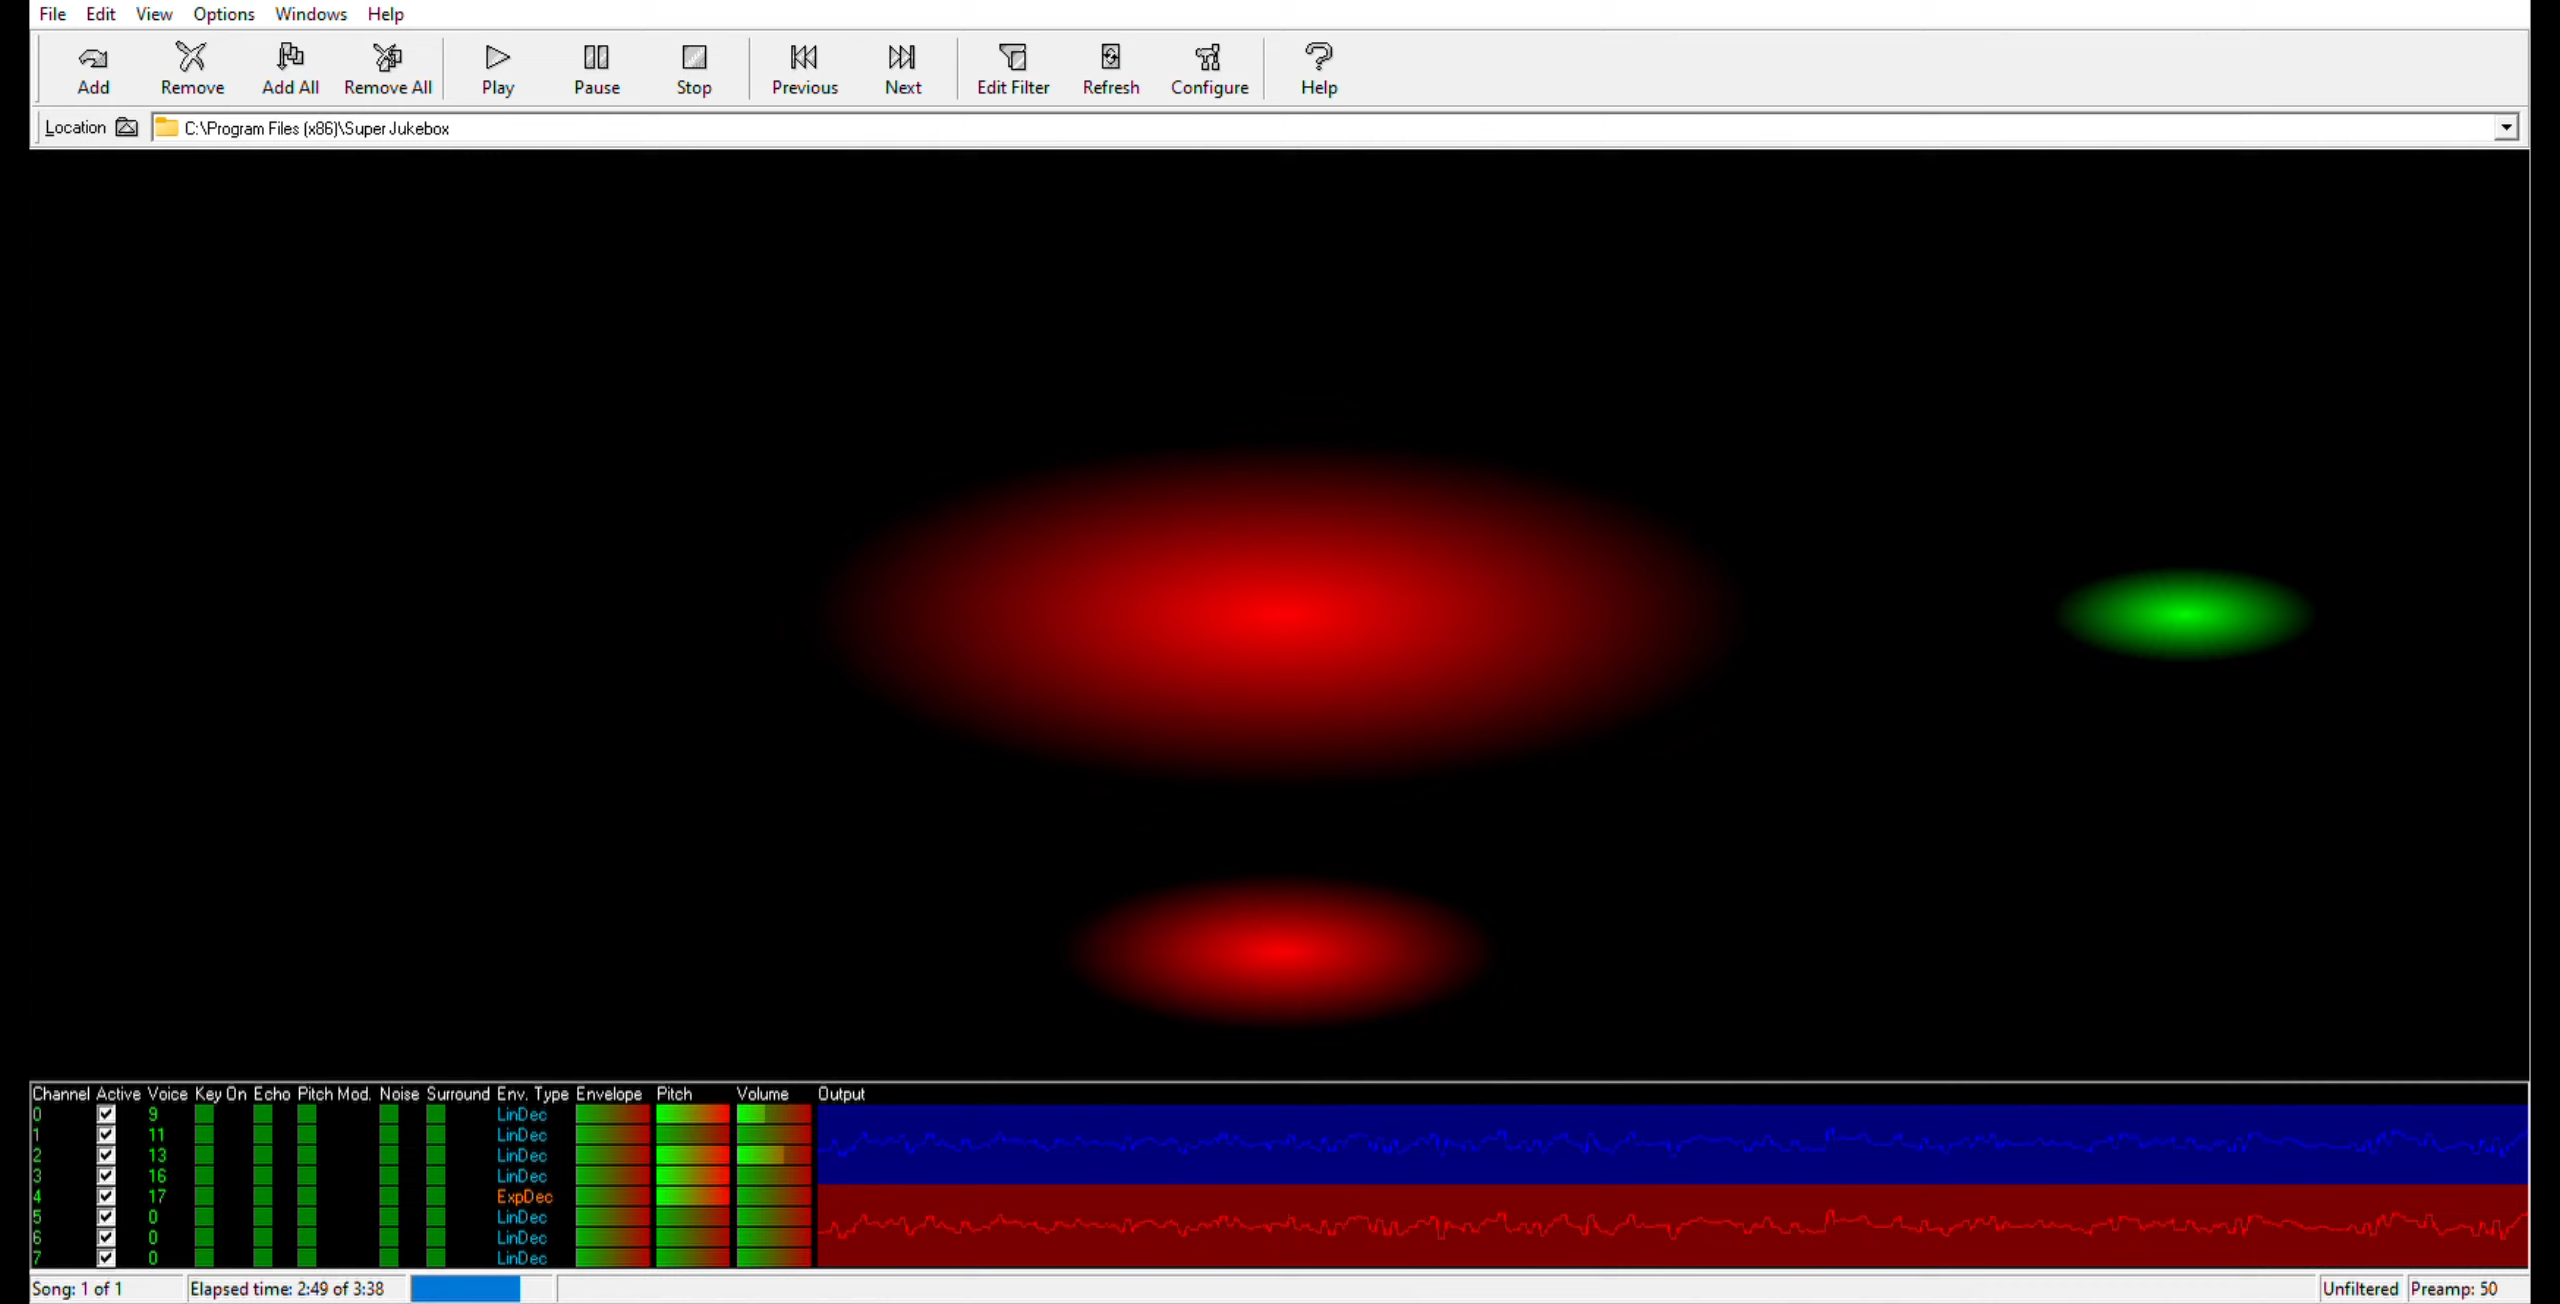 File Edit View Options Windows Help
Add Remove Add All Remove All Play Pause Stop Previous Next Edit Filter Refresh Configure Help
Location C:\Program Files (x86)\Super Jukebox
Channel Active Voice Key On Echo Pitch Mod. Noise Surround Env. Type Envelope Pitch Volume Output
0 9 LinDec
1 11 LinDec
2 13 LinDec
3 16 LinDec
4 17 ExpDec
5 0 LinDec
6 0 LinDec
7 0 LinDec
Song: 1 of 1 Elapsed time: 2:49 of 3:38 Unfiltered Preamp: 50